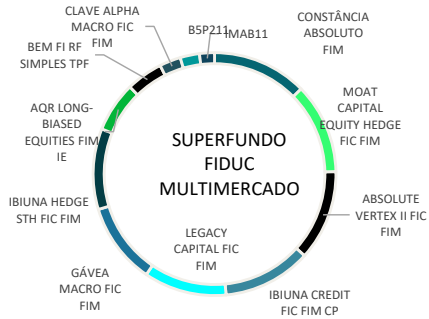 CLAVE ALPHA
MACRO FIC
FIM
B5P211
IMAB11
CONSTÂNCIA
ABSOLUTO
FIM
BEM FI RF
SIMPLES TPF
MOAT
CAPITAL
EQUITY HEDGE
FIC FIM
AQR LONG-
BIASED
EQUITIES FIM
IE
SUPERFUNDO
FIDUC
MULTIMERCADO
ABSOLUTE
VERTEX II FIC
FIM
IBIUNA HEDGE
STH FIC FIM
LEGACY
CAPITAL FIC
FIM
GÁVEA
MACRO FIC
FIM
IBIUNA CREDIT
FIC FIM CP